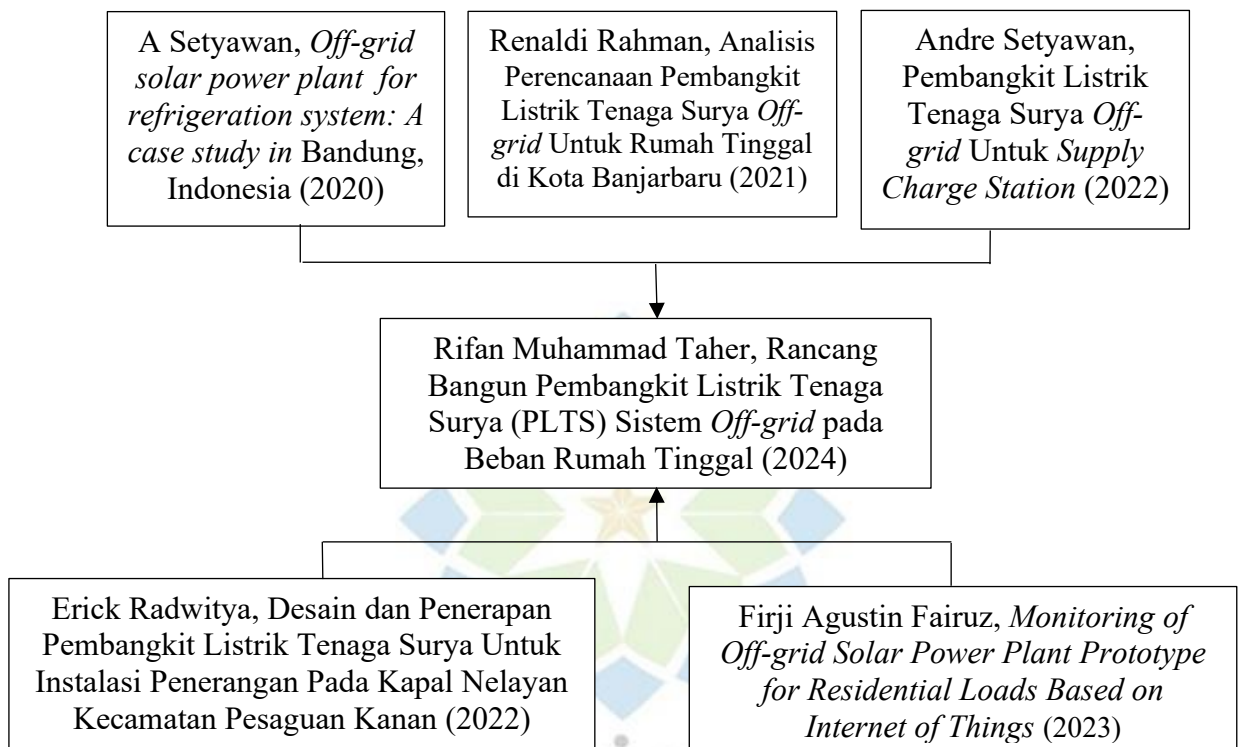 A Setyawan, Off-grid
solar power plant for
refrigeration system: A
case study in Bandung,
Indonesia (2020)
Renaldi Rahman, Analisis
Perencanaan Pembangkit
Listrik Tenaga Surya Off-
grid Untuk Rumah Tinggal
di Kota Banjarbaru (2021)
Andre Setyawan,
Pembangkit Listrik
Tenaga Surya Off-
grid Untuk Supply
Charge Station (2022)
Rifan Muhammad Taher, Rancang
Bangun Pembangkit Listrik Tenaga
Surya (PLTS) Sistem Off-grid pada
Beban Rumah Tinggal (2024)
Erick Radwitya, Desain dan Penerapan
Pembangkit Listrik Tenaga Surya Untuk
Instalasi Penerangan Pada Kapal Nelayan
Kecamatan Pesaguan Kanan (2022)
Firji Agustin Fairuz, Monitoring of
Off-grid Solar Power Plant Prototype
for Residential Loads Based on
Internet of Things (2023)